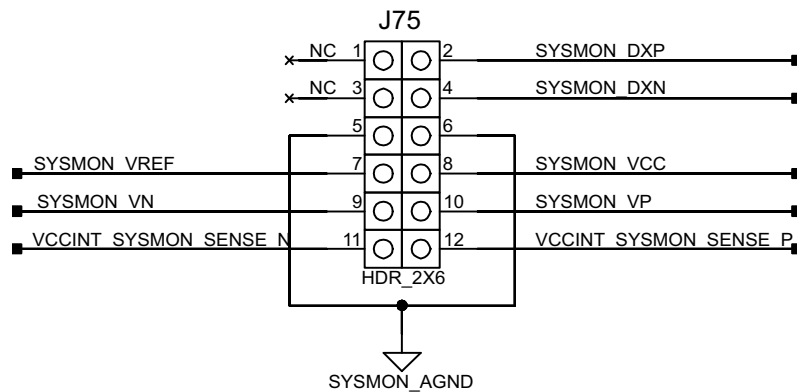 J75
NC 1 2 SYSMON_DXP
NC 3 4 SYSMON_DXN
5 6
SYSMON_VREF 7 8 SYSMON_VCC
SYSMON_VN 9 10 SYSMON_VP
VCCINT_SYSMON_SENSE_N 11 12 VCCINT_SYSMON_SENSE_P
HDR_2X6
SYSMON_AGND